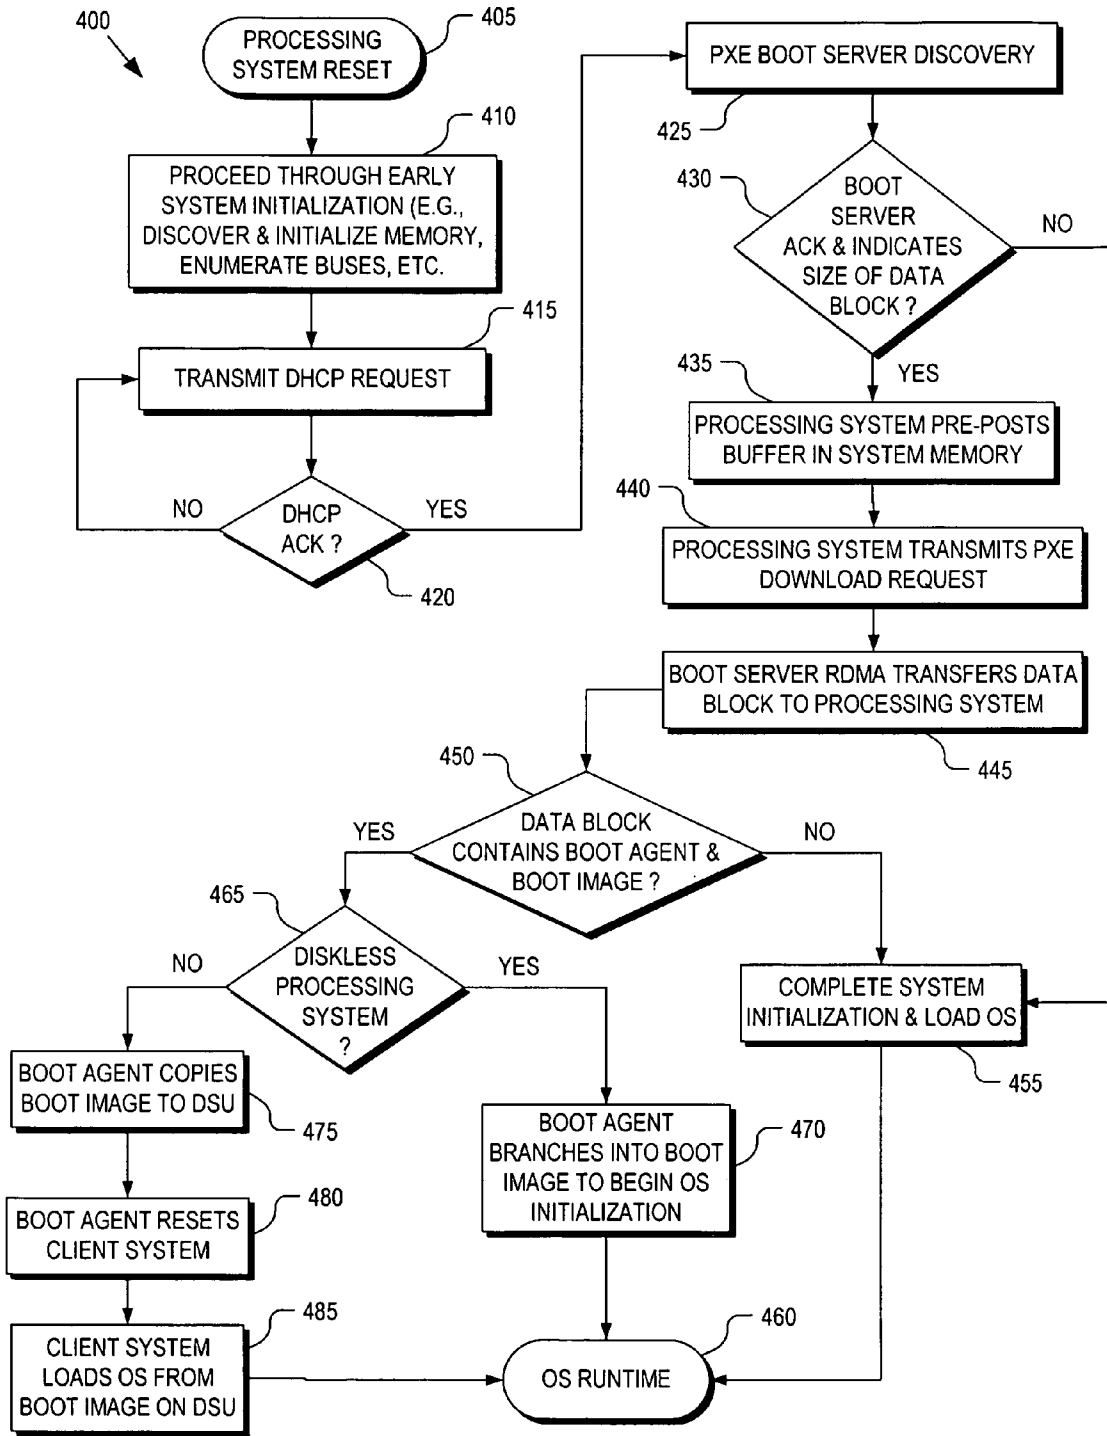 400
PROCESSING
SYSTEM RESET
405
410
PROCEED THROUGH EARLY
SYSTEM INITIALIZATION (E.G.,
DISCOVER & INITIALIZE MEMORY,
ENUMERATE BUSES, ETC.
415
TRANSMIT DHCP REQUEST
NO
DHCP
ACK ?
YES
420
PXE BOOT SERVER DISCOVERY
425
430
BOOT
SERVER
ACK & INDICATES
SIZE OF DATA
BLOCK ?
NO
YES
435
PROCESSING SYSTEM PRE-POSTS
BUFFER IN SYSTEM MEMORY
440
PROCESSING SYSTEM TRANSMITS PXE
DOWNLOAD REQUEST
BOOT SERVER RDMA TRANSFERS DATA
BLOCK TO PROCESSING SYSTEM
445
450
YES
DATA BLOCK
CONTAINS BOOT AGENT &
BOOT IMAGE ?
NO
465
NO
DISKLESS
PROCESSING
SYSTEM
?
YES
COMPLETE SYSTEM
INITIALIZATION & LOAD OS
455
BOOT AGENT COPIES
BOOT IMAGE TO DSU
475
BOOT AGENT
BRANCHES INTO BOOT
IMAGE TO BEGIN OS
INITIALIZATION
470
480
BOOT AGENT RESETS
CLIENT SYSTEM
485
CLIENT SYSTEM
LOADS OS FROM
BOOT IMAGE ON DSU
460
OS RUNTIME